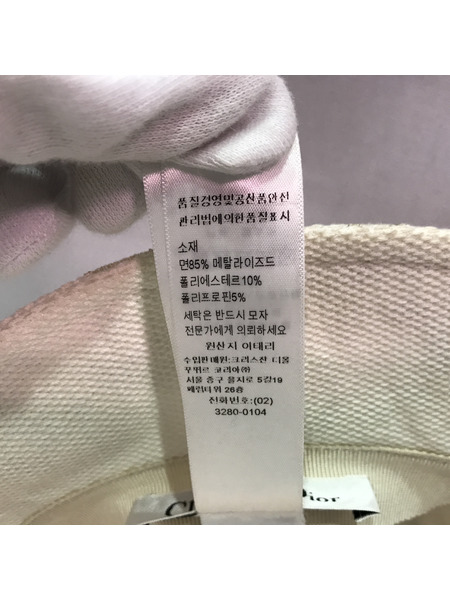 품질경영및공산품안전
관리법에의한품질표시
소재
면85% 메탈라이즈드
폴리에스테르10%
폴리프로핀5%
세탁은 반드시 모자
전문가에게 의뢰하세요
원산지 이태리
수입판매원:크리스챤 디올
꾸뛰르 코리아㈜
서울 중구 을지로 5길19
페럼타워 26층
전화번호:(02)
3280-0104
Ch
Dior